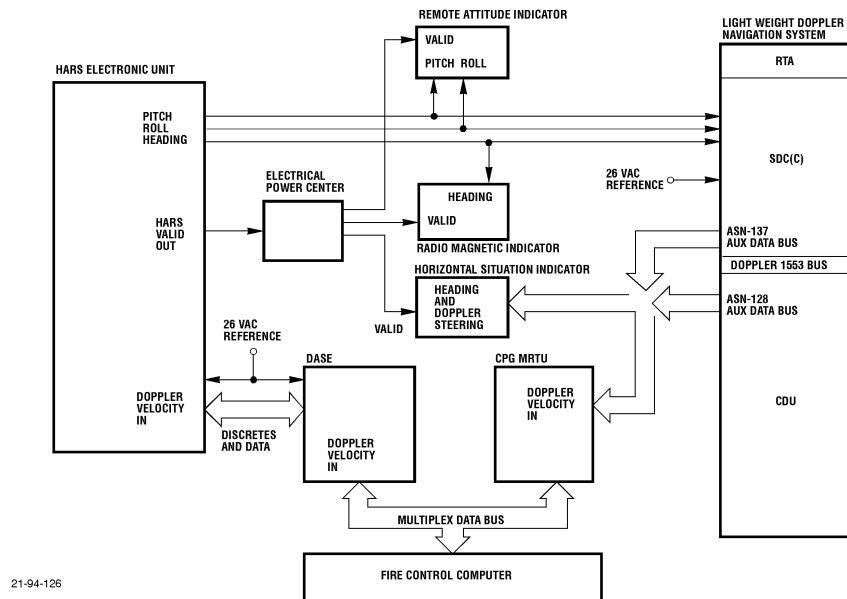 REMOTE ATTITUDE INDICATOR
VALID
PITCH ROLL
LIGHT WEIGHT DOPPLER
NAVIGATION SYSTEM
RTA
HARS ELECTRONIC UNIT
PITCH
ROLL
HEADING
SDC(C)
26 VAC
REFERENCE
ELECTRICAL
POWER CENTER
HEADING
VALID
RADIO MAGNETIC INDICATOR
HARS
VALID
OUT
ASN-137
AUX DATA BUS
DOPPLER 1553 BUS
HORIZONTAL SITUATION INDICATOR
HEADING
AND
DOPPLER
STEERING
VALID
ASN-128
AUX DATA BUS
26 VAC
REFERENCE
DASE
CPG MRTU
DOPPLER
VELOCITY
IN
DISCRETES
AND DATA
DOPPLER
VELOCITY
IN
DOPPLER
VELOCITY
IN
CDU
MULTIPLEX DATA BUS
FIRE CONTROL COMPUTER
21-94-126